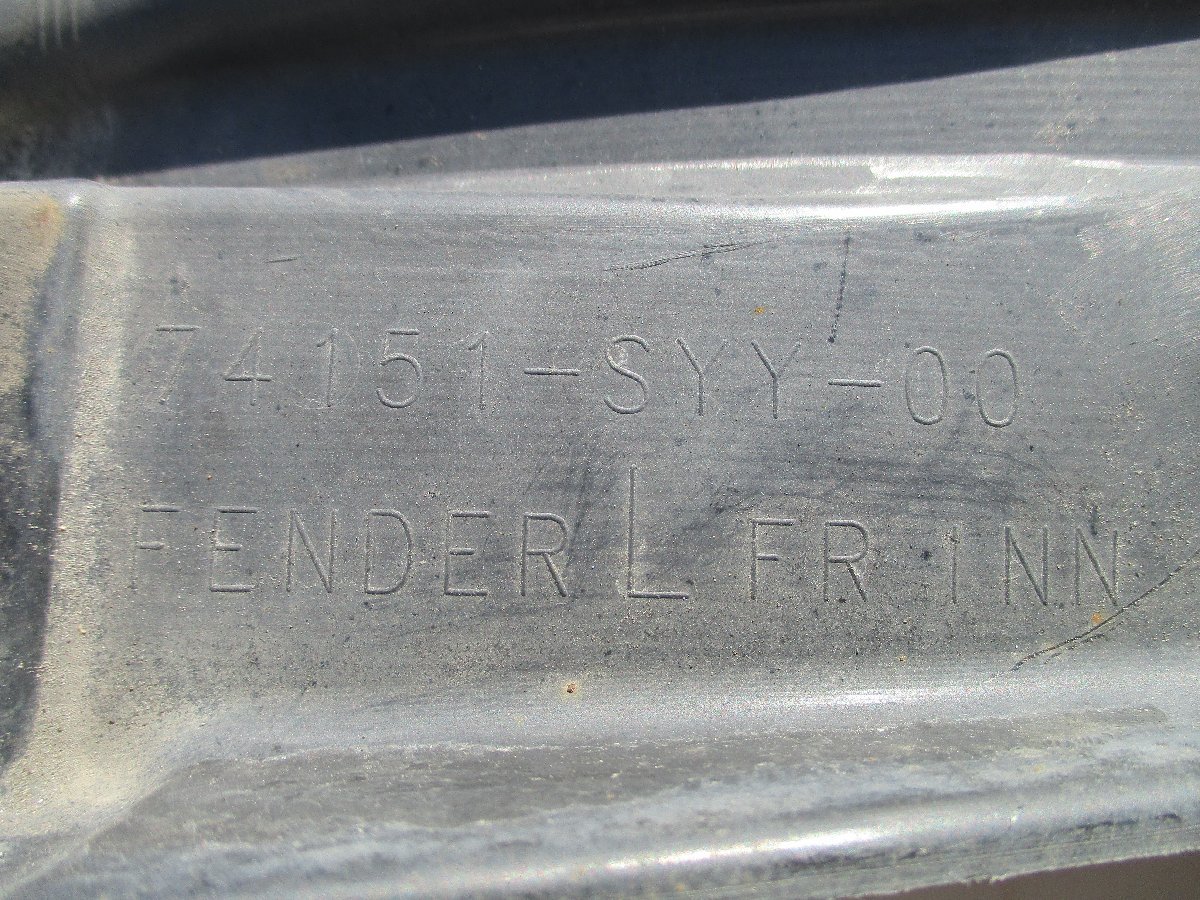 74151-SYY-00
FENDER L FR INN